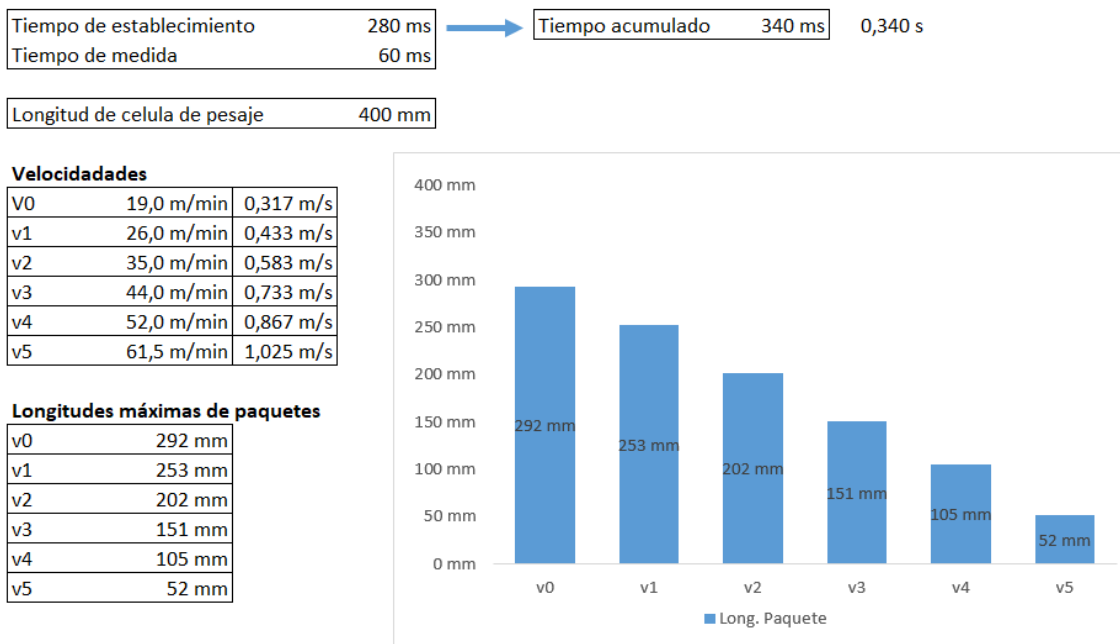 Tiempo de establecimiento 280 ms Tiempo acumulado 340 ms 0,340 s
Tiempo de medida 60 ms
Longitud de celula de pesaje 400 mm
Velocidadades
V0 19,0 m/min 0,317 m/s
v1 26,0 m/min 0,433 m/s
v2 35,0 m/min 0,583 m/s
v3 44,0 m/min 0,733 m/s
v4 52,0 m/min 0,867 m/s
v5 61,5 m/min 1,025 m/s
Longitudes máximas de paquetes
v0 292 mm
v1 253 mm
v2 202 mm
v3 151 mm
v4 105 mm
v5 52 mm
400 mm
350 mm
300 mm
250 mm
200 mm
150 mm
100 mm
50 mm
0 mm
292 mm
253 mm
202 mm
151 mm
105 mm
52 mm
v0 v1 v2 v3 v4 v5
Long. Paquete